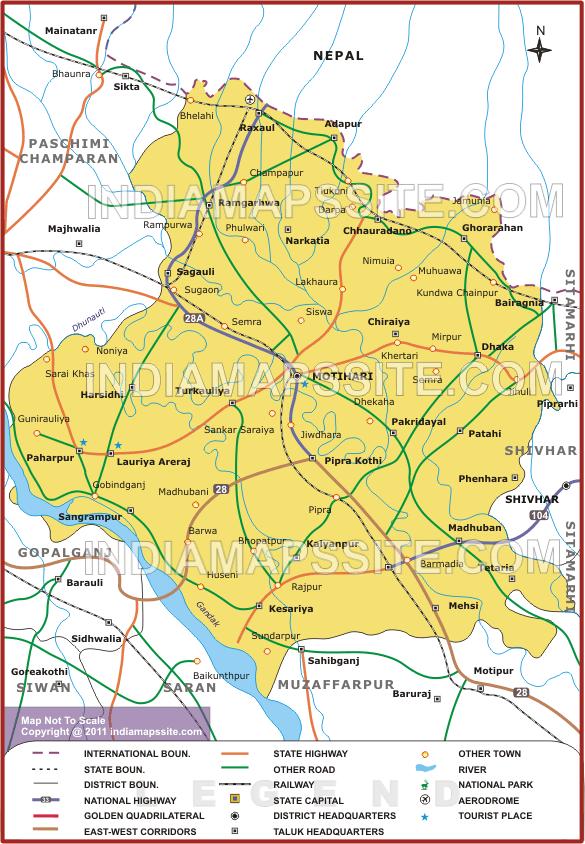 N
Mainatanr
NEPAL
Bhaunra
Sikta
Bhelahi
Raxaul
Adapur
PASCHIMI
CHAMPARAN
Champapur
INDIAMAPSSITE.COM
Tiukoni
Darpa
Jamunia
Ramgarhwa
Rampurwa
Phulwari
Narkatia
Chhauradano
Ghorarahan
Majhwalia
Sagauli
Nimuia
Muhuawa
Sugaon
Lakhaura
Kundwa Chainpur
Bairagnia
SITAMARHI
Dhunauti
28A
Semra
Siswa
Chiraiya
Mirpur
Noniya
Khertari
Dhaka
Sarai Khas
MOTIHARI
INDIAMAPSSITE.COM
Harsidhi
Turkauliya
Semra
Jihuli
Piprarhi
Dhekaha
Gunirauliya
Sankar Saraiya
Jiwdhara
Pakridayal
Patahi
SHIVHAR
Paharpur
Lauriya Areraj
Pipra Kothi
Gobindganj
Madhubani
28
Phenhara
SHIVHAR
Pipra
104
Sangrampur
Barwa
Madhuban
SITAMARHI
GOPALGANJ
Bhopatpur
Kalyanpur
INDIAMAPSSITE.COM
Barmadia
Tetaria
Barauli
Huseni
Rajpur
Gandak
Kesariya
Mehsi
Sidhwalia
Sundarpur
Sahibganj
Goreakothi
Baikunthpur
Motipur
SIWAN
SARAN
MUZAFFARPUR
Baruraj
28
Map Not To Scale
Copyright @ 2011 indiamapssite.com
LEGEND
INTERNATIONAL BOUN.
STATE HIGHWAY
OTHER TOWN
STATE BOUN.
OTHER ROAD
RIVER
DISTRICT BOUN.
RAILWAY
NATIONAL PARK
33
NATIONAL HIGHWAY
STATE CAPITAL
AERODROME
GOLDEN QUADRILATERAL
DISTRICT HEADQUARTERS
TOURIST PLACE
EAST-WEST CORRIDORS
TALUK HEADQUARTERS